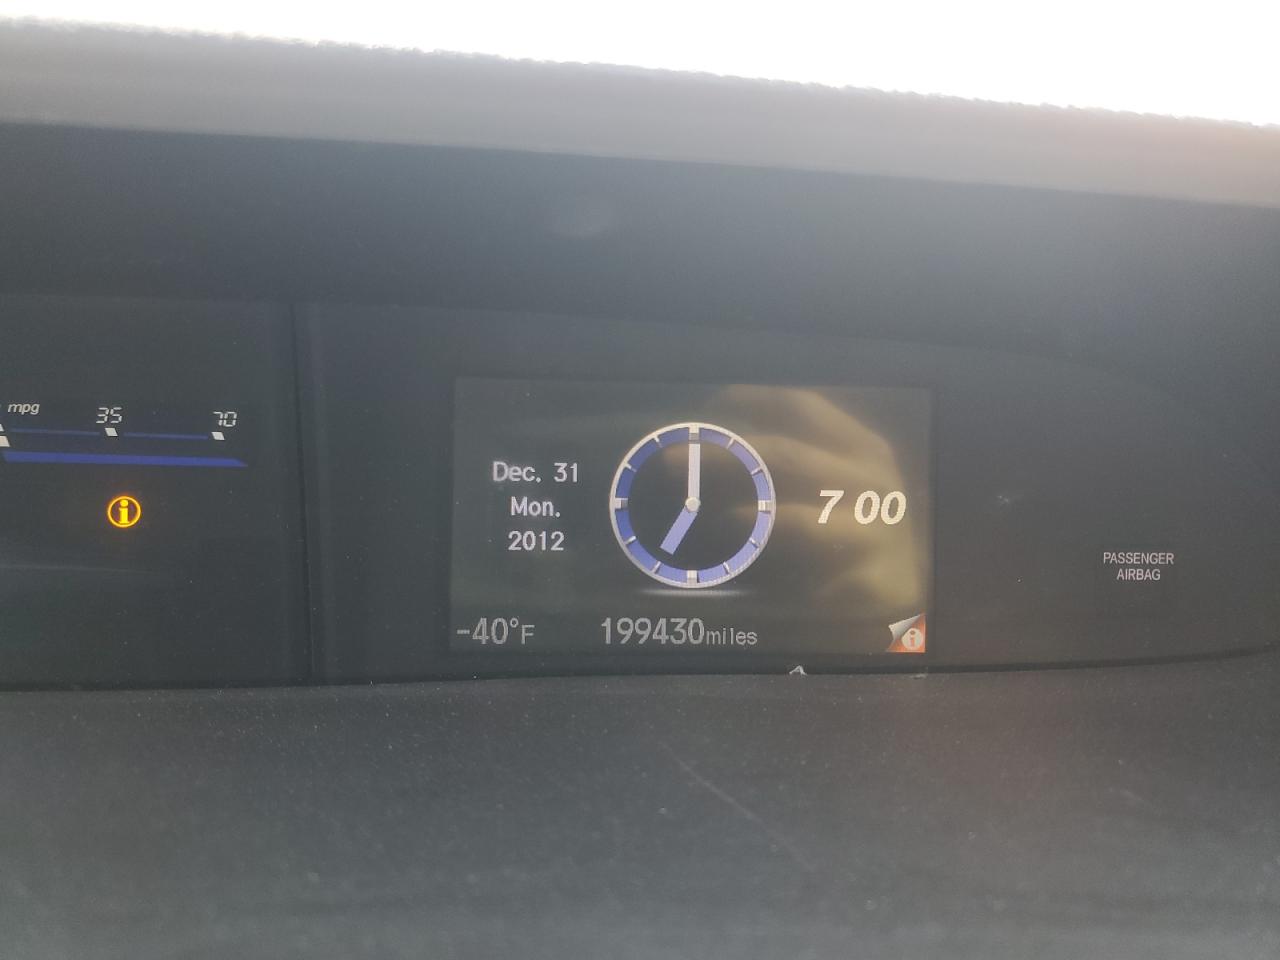 mpg 35 70
Dec. 31
Mon.
2012
7 00
-40°F 199430miles
PASSENGER
AIRBAG